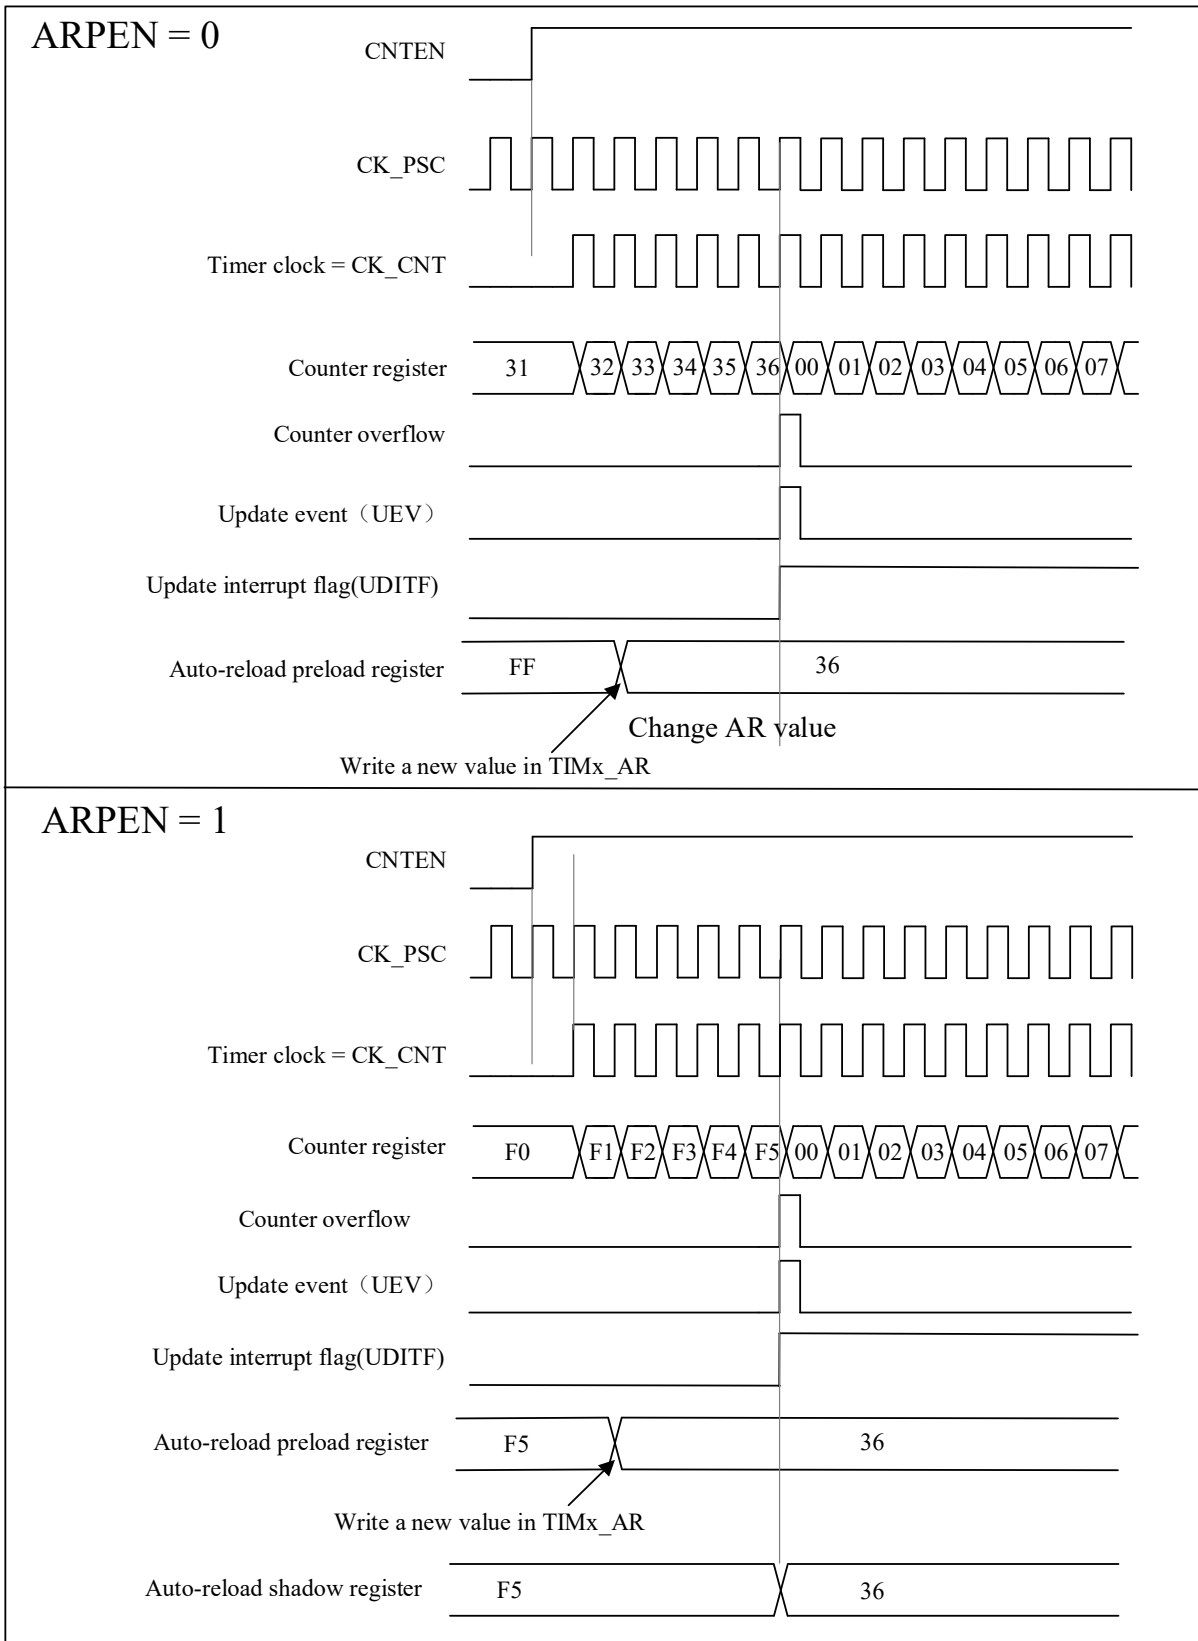 ARPEN = 0
CNTEN
CK_PSC
Timer clock = CK_CNT
Counter register 31 32 33 34 35 36 00 01 02 03 04 05 06 07
Counter overflow
Update event（UEV）
Update interrupt flag(UDITF)
Auto-reload preload register FF 36
Change AR value
Write a new value in TIMx_AR
ARPEN = 1
CNTEN
CK_PSC
Timer clock = CK_CNT
Counter register F0 F1 F2 F3 F4 F5 00 01 02 03 04 05 06 07
Counter overflow
Update event（UEV）
Update interrupt flag(UDITF)
Auto-reload preload register F5 36
Write a new value in TIMx_AR
Auto-reload shadow register F5 36